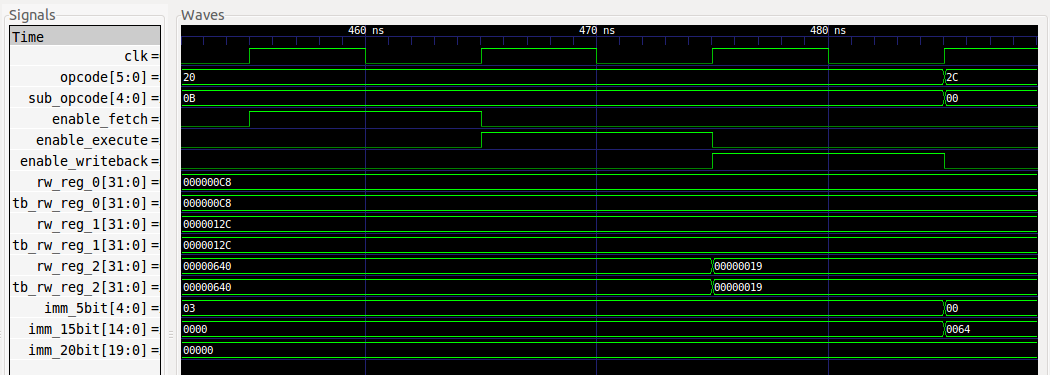 Signals
Waves
Time
460 ns 470 ns 480 ns
clk =
opcode[5:0] = 20 2C
sub_opcode[4:0] = 0B 00
enable_fetch =
enable_execute =
enable_writeback =
rw_reg_0[31:0] = 000000C8
tb_rw_reg_0[31:0] = 000000C8
rw_reg_1[31:0] = 0000012C
tb_rw_reg_1[31:0] = 0000012C
rw_reg_2[31:0] = 00000640 00000019
tb_rw_reg_2[31:0] = 00000640 00000019
imm_5bit[4:0] = 03 00
imm_15bit[14:0] = 0000 0064
imm_20bit[19:0] = 00000